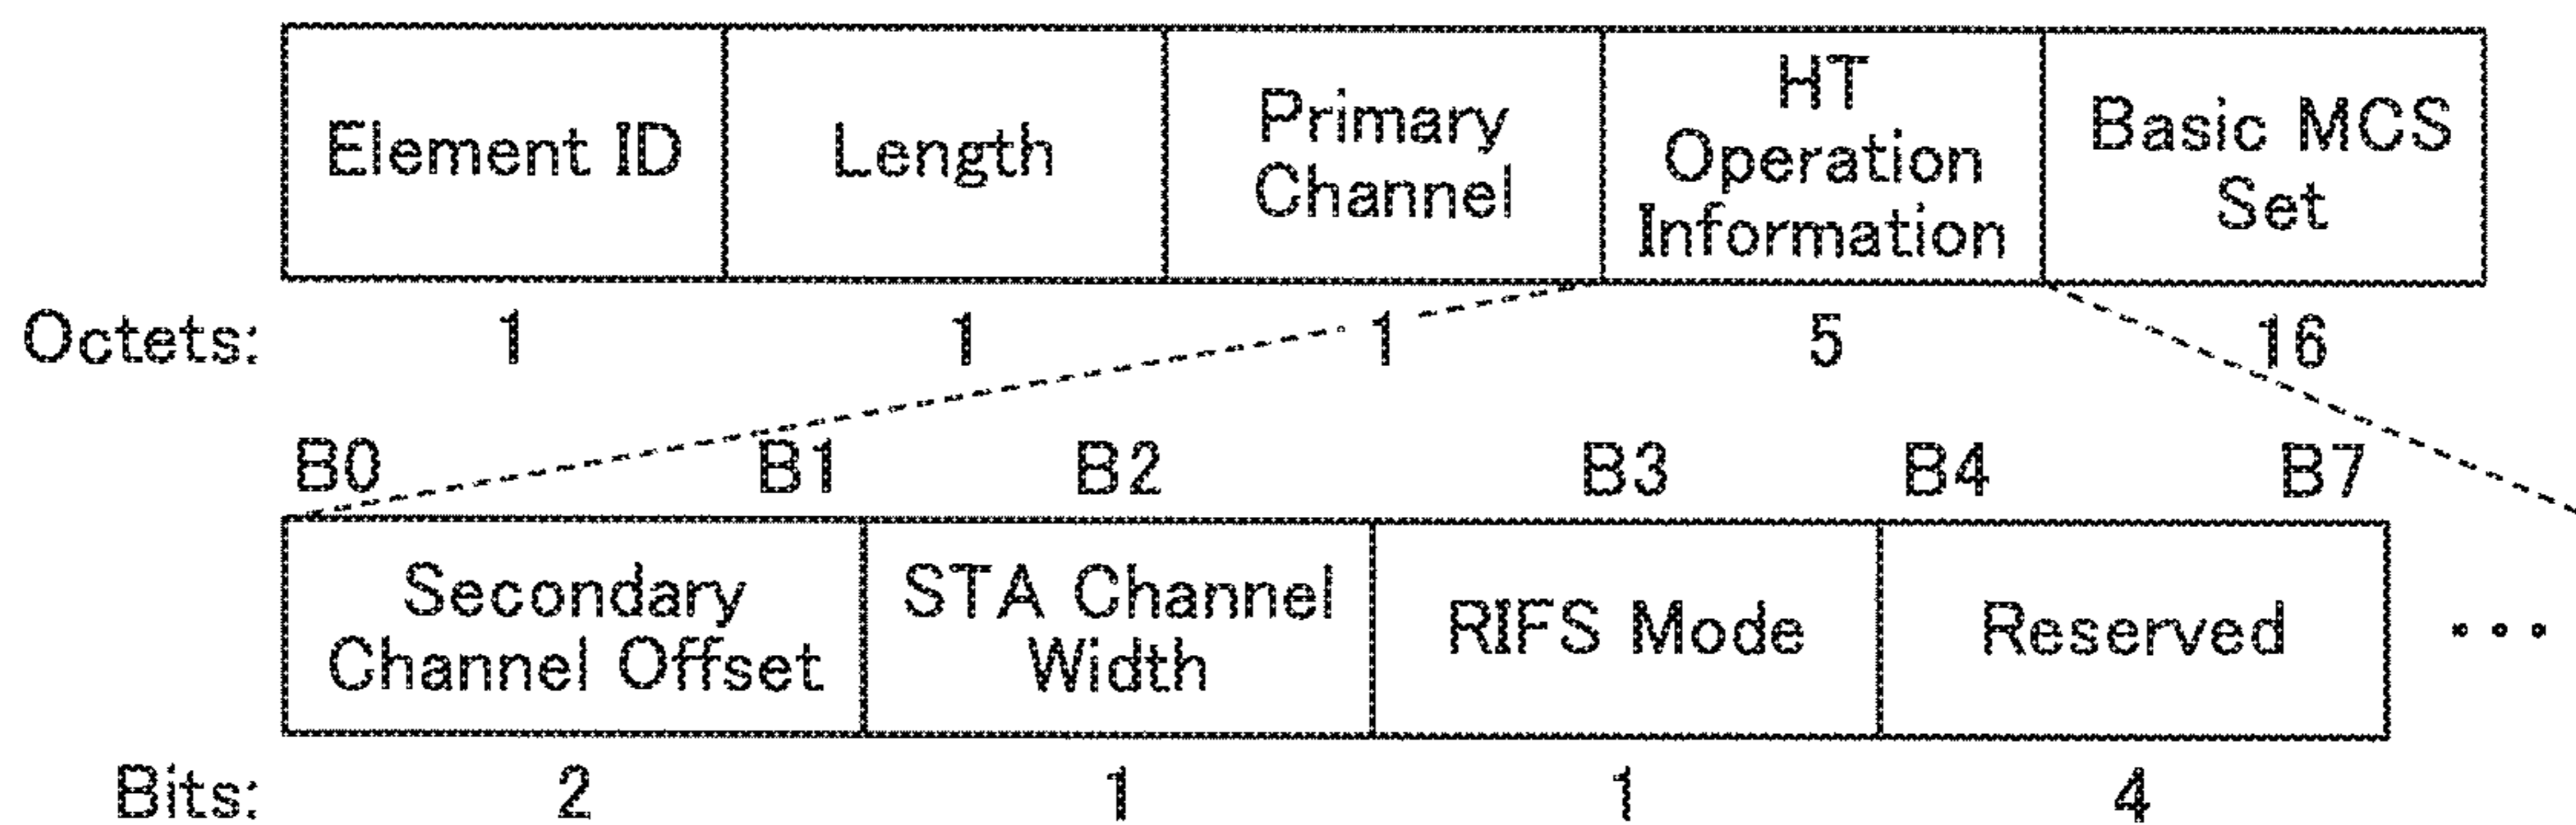 Element ID
Length
Primary
Channel
HT
Operation
Information
Basic MCS
Set
Octets: 1 1 1 5 16
B0 B1 B2 B3 B4 B7
Secondary
Channel Offset
STA Channel
Width
RIFS Mode
Reserved
...
Bits: 2 1 1 4